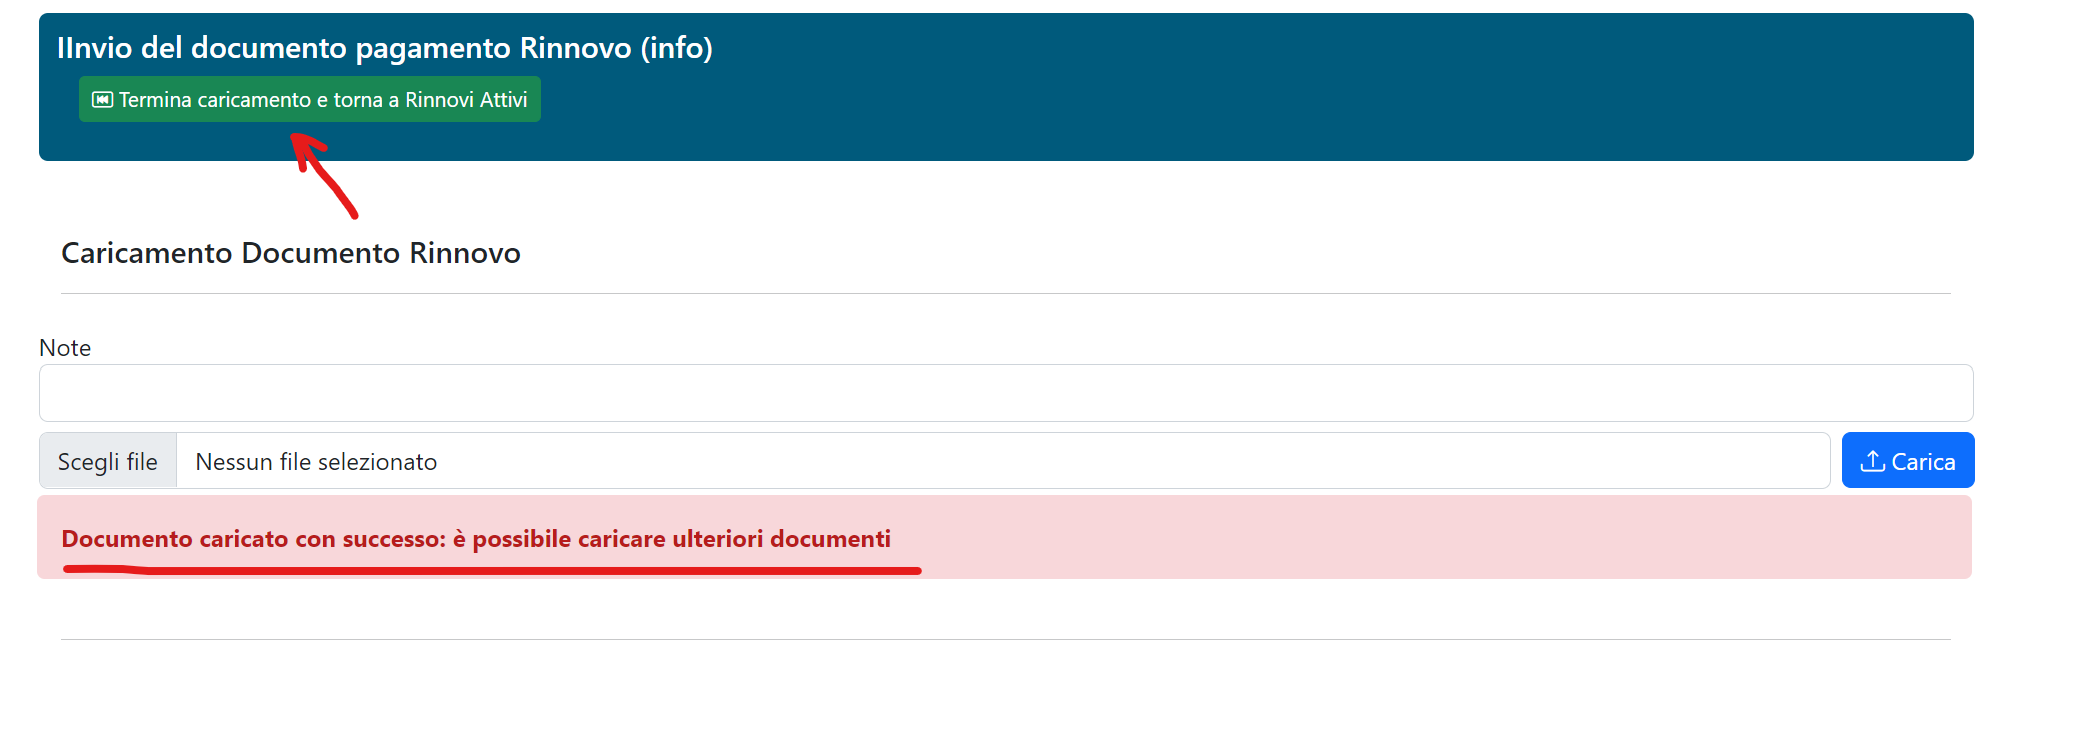 IInvio del documento pagamento Rinnovo (info)
Termina caricamento e torna a Rinnovi Attivi
Caricamento Documento Rinnovo
Note
Scegli file Nessun file selezionato Carica
Documento caricato con successo: è possibile caricare ulteriori documenti